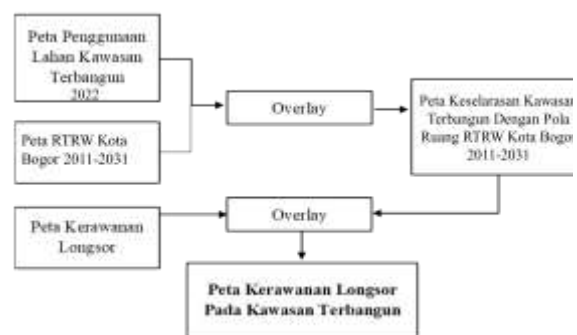 Peta Penggunaan
Lahan Kawasan
Terbangun
2022
Overlay
Peta Keselarasan Kawasan
Terbangun Dengan Pola
Ruang RTRW Kota Bogor
2011-2031
Peta RTRW Kota
Bogor 2011-2031
Peta Kerawanan
Longsor
Overlay
Peta Kerawanan Longsor
Pada Kawasan Terbangun